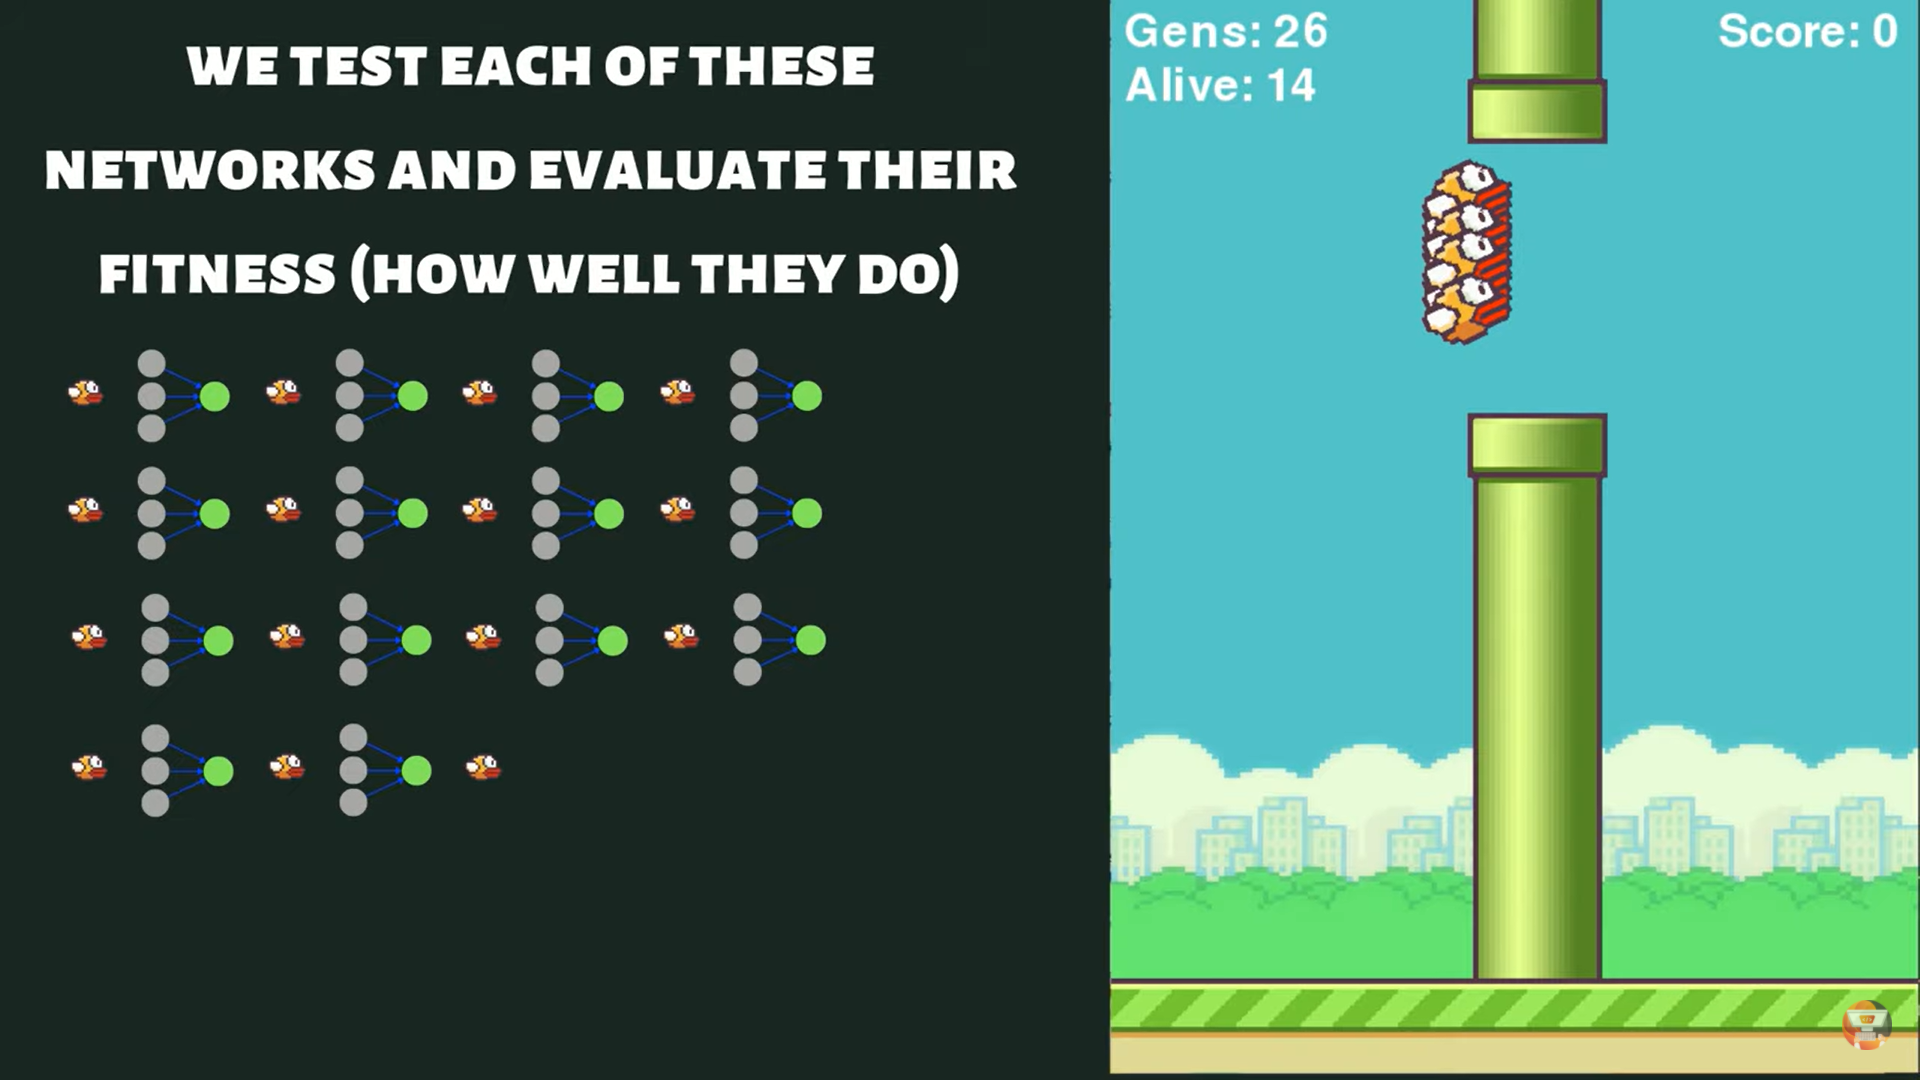 WE TEST EACH OF THESE
NETWORKS AND EVALUATE THEIR
FITNESS (HOW WELL THEY DO)
Gens: 26
Score: 0
Alive: 14